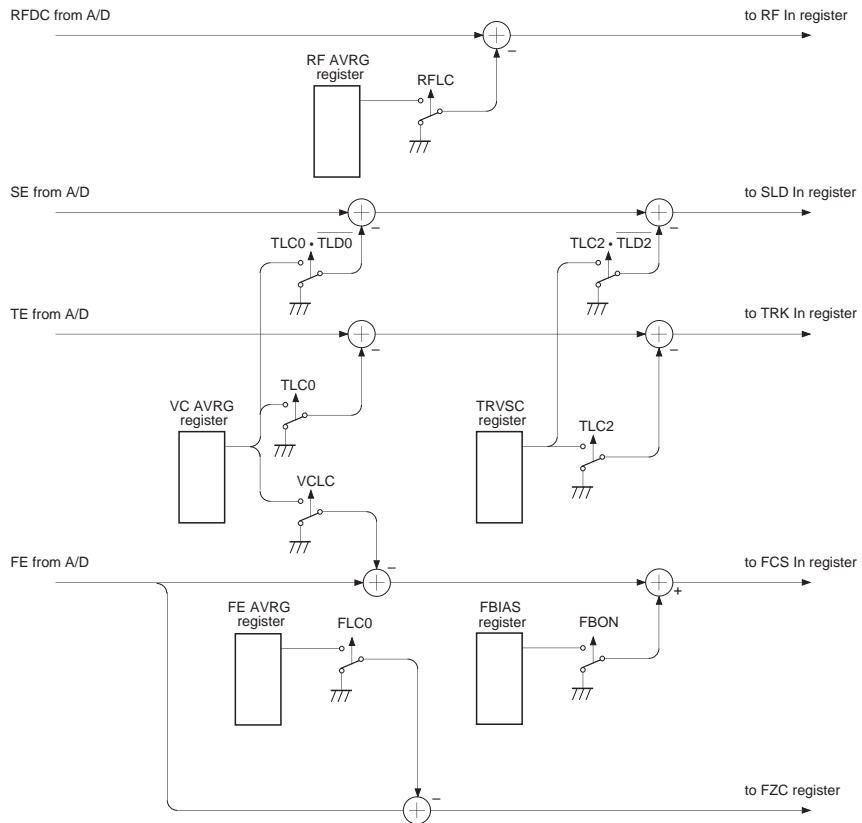 RFDC from A/D
to RF In register
–
RF AVRG
register
RFLC
SE from A/D
to SLD In register
–
–
TLC0 • T̅L̅D̅0̅
TLC2 • T̅L̅D̅2̅
TE from A/D
to TRK In register
–
–
TLC0
VC AVRG
register
TRVSC
register
TLC2
VCLC
FE from A/D
–
to FCS In register
+
FE AVRG
register
FLC0
FBIAS
register
FBON
–
to FZC register